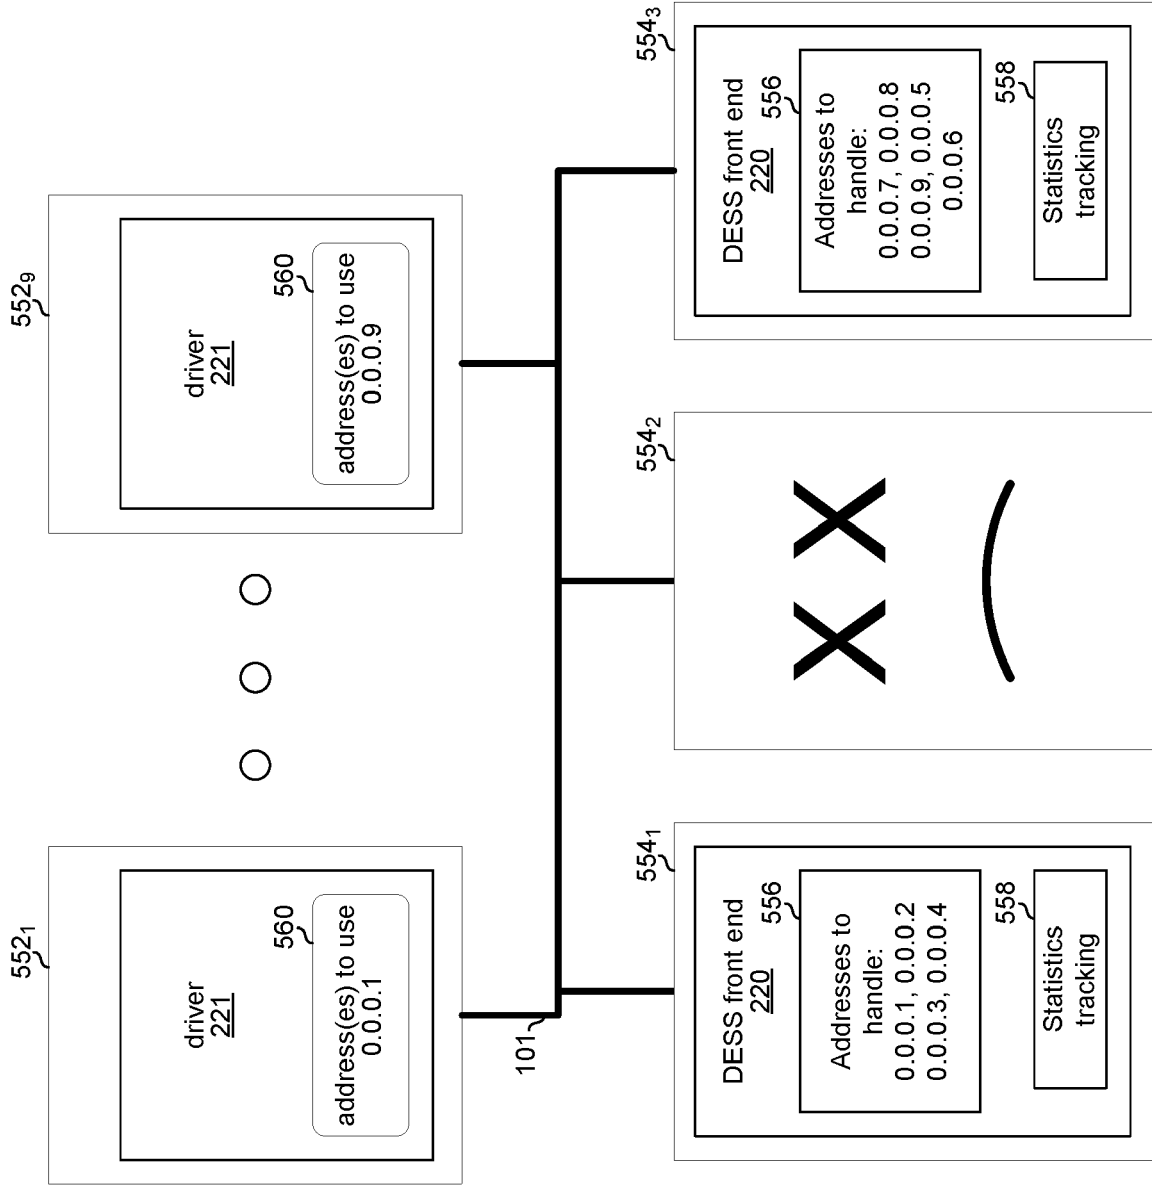 552₁
driver
221
560
address(es) to use
0.0.0.1
552₉
driver
221
560
address(es) to use
0.0.0.9
101
554₁
DESS front end
220
556
Addresses to
handle:
0.0.0.1, 0.0.0.2
0.0.0.3, 0.0.0.4
558
Statistics
tracking
554₂
X X
554₃
DESS front end
220
556
Addresses to
handle:
0.0.0.7, 0.0.0.8
0.0.0.9, 0.0.0.5
0.0.0.6
558
Statistics
tracking